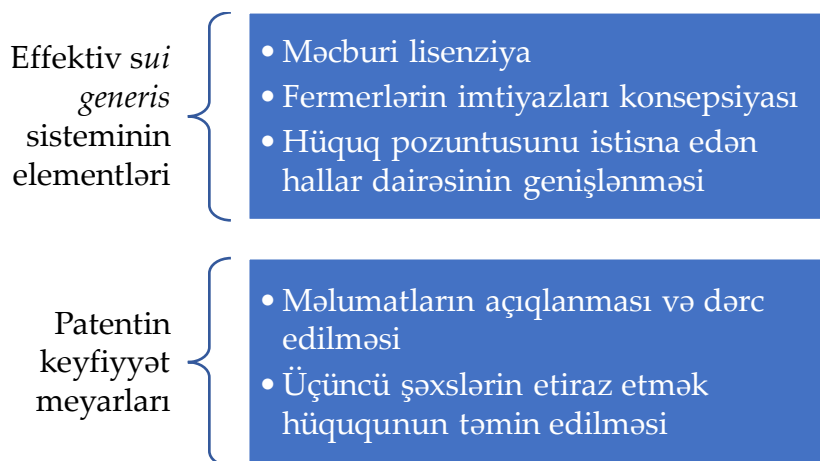 Effektiv sui
generis
sisteminin
elementləri
• Məcburi lisenziya
• Fermerlərin imtiyazları konsepsiyası
• Hüquq pozuntusunu istisna edən
hallar dairəsinin genişlənməsi
Patentin
keyfiyyət
meyarları
• Məlumatların açıqlanması və dərc
edilməsi
• Üçüncü şəxslərin etiraz etmək
hüququnun təmin edilməsi